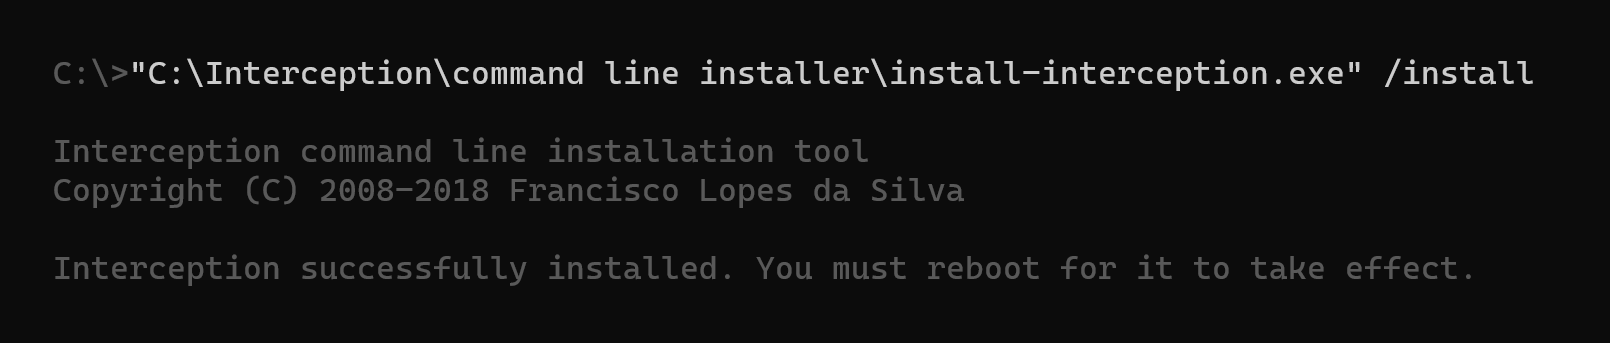 C:\>"C:\Interception\command line installer\install-interception.exe" /install
Interception command line installation tool
Copyright (C) 2008-2018 Francisco Lopes da Silva
Interception successfully installed. You must reboot for it to take effect.